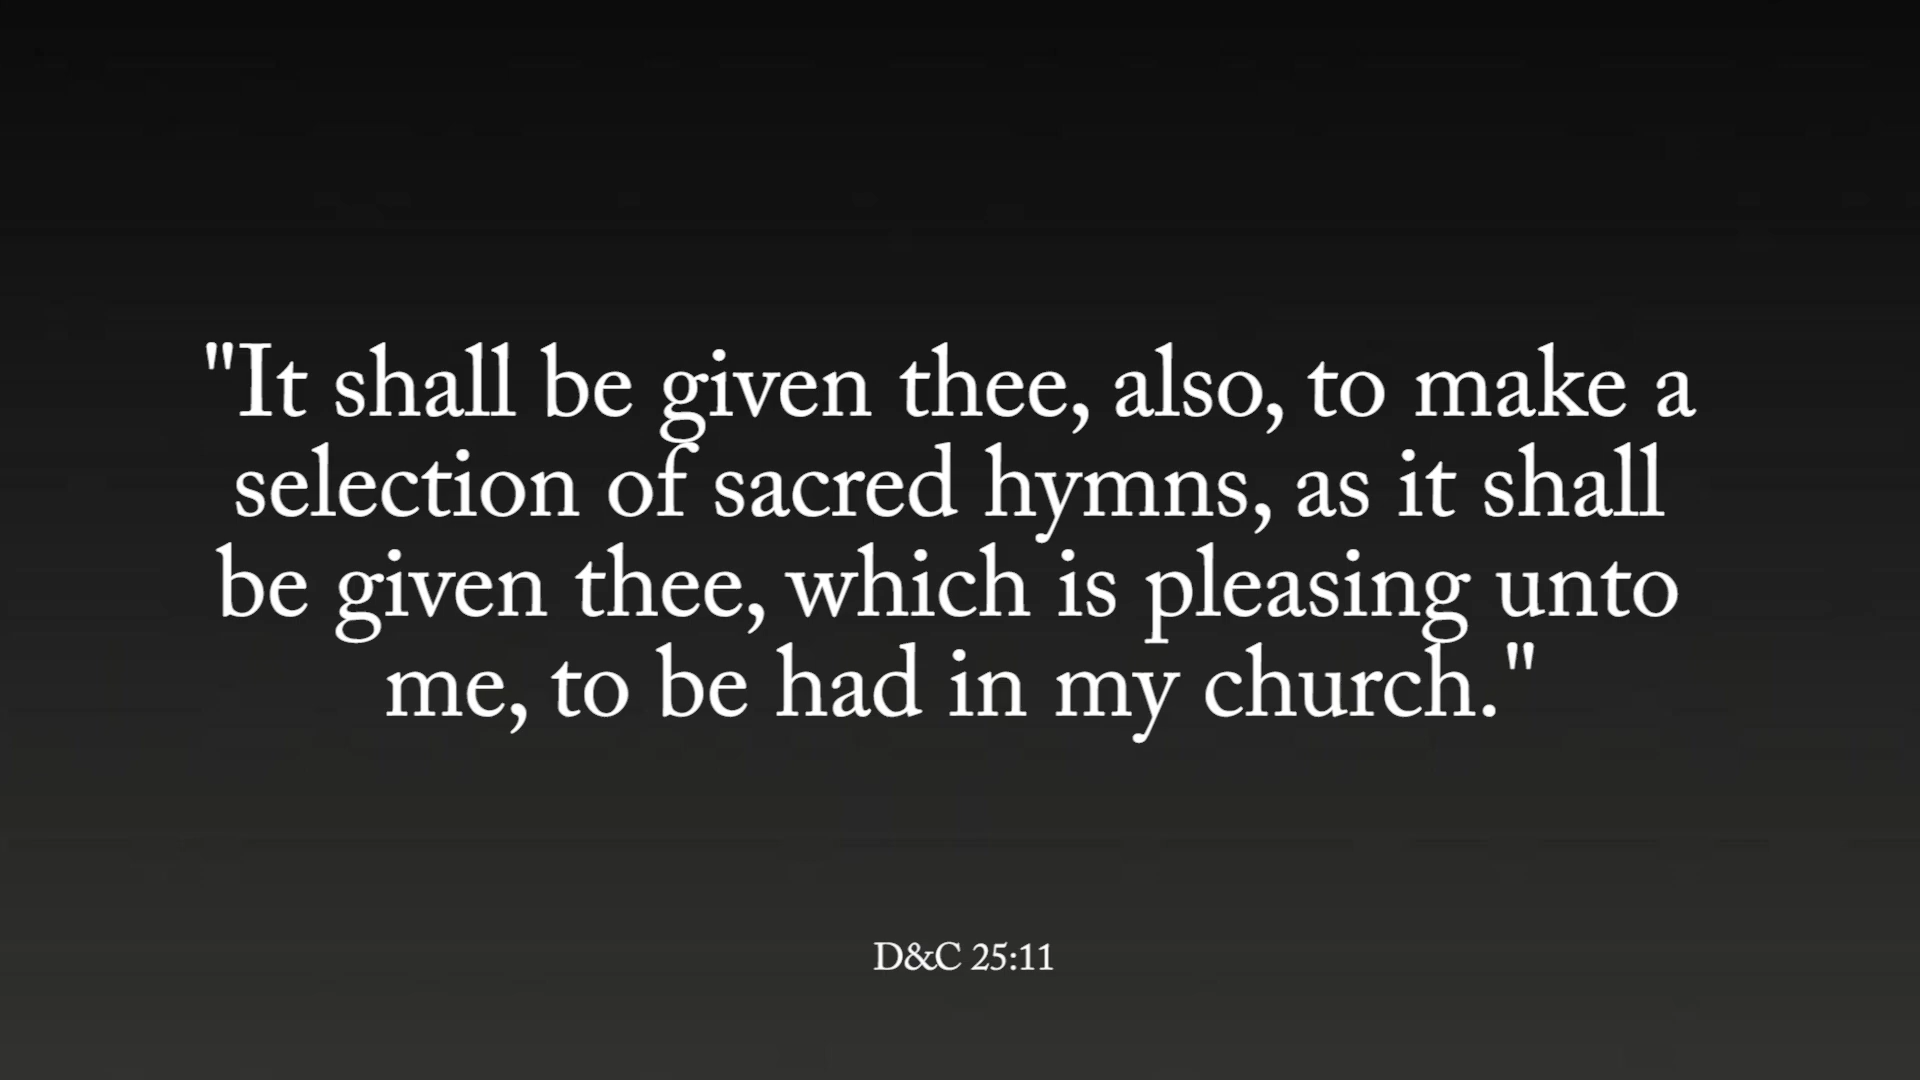 "It shall be given thee, also, to make a
selection of sacred hymns, as it shall
be given thee, which is pleasing unto
me, to be had in my church."
D&C 25:11